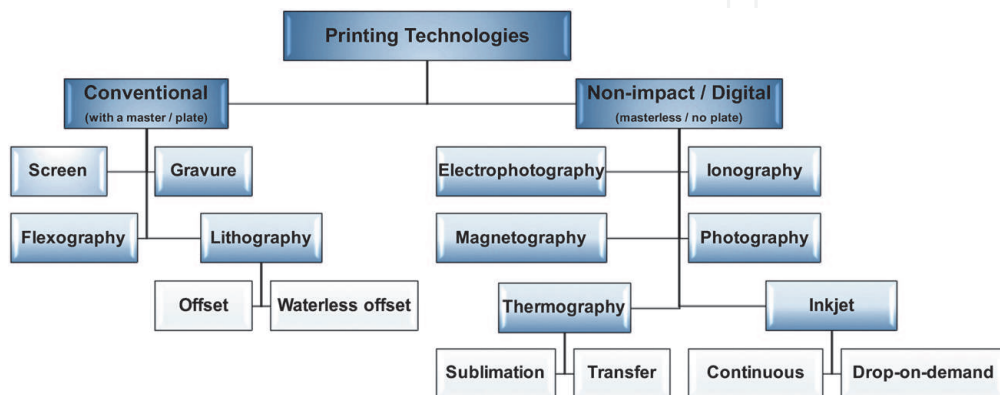 Printing Technologies
Conventional
(with a master / plate)
Non-impact / Digital
(masterless / no plate)
Screen
Gravure
Electrophotography
Ionography
Flexography
Lithography
Magnetography
Photography
Offset
Waterless offset
Thermography
Inkjet
Sublimation
Transfer
Continuous
Drop-on-demand